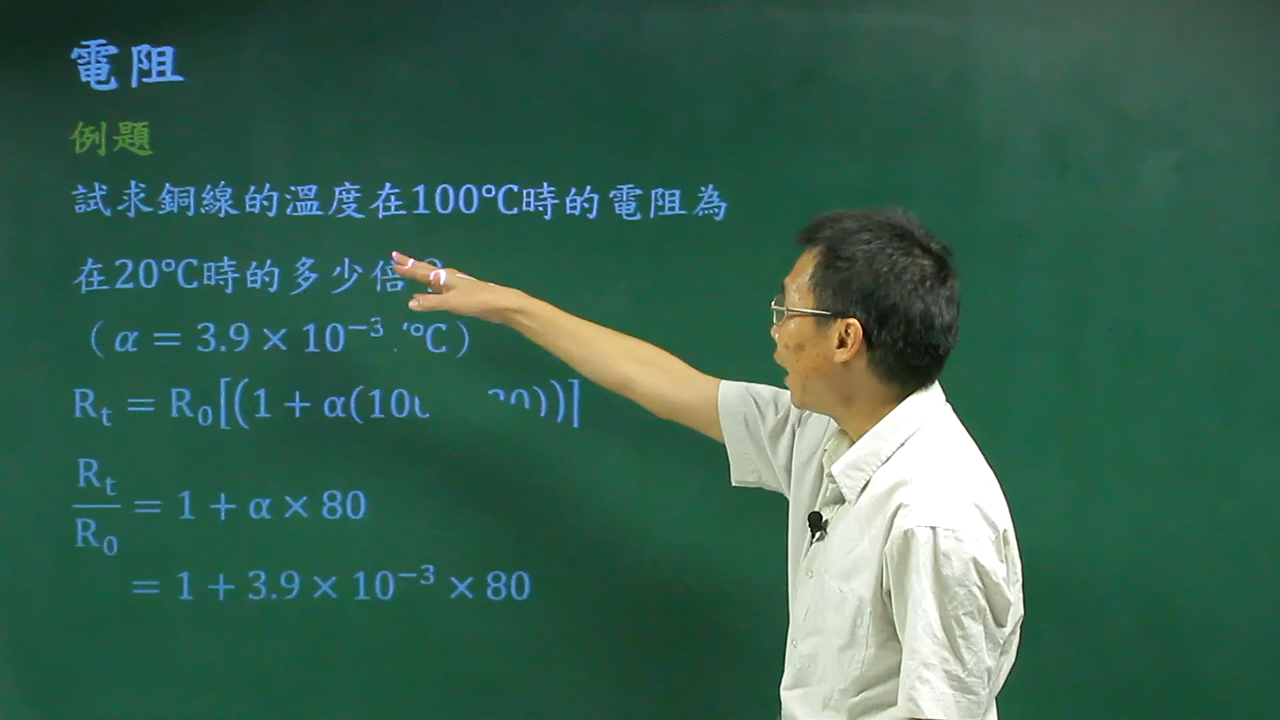 電阻
例題
試求銅線的溫度在100℃時的電阻為
在20℃時的多少倍?
（α = 3.9 × 10⁻³ /℃）
Rₜ = R₀[(1 + α(100 20))]
Rₜ/R₀ = 1 + α × 80
= 1 + 3.9 × 10⁻³ × 80